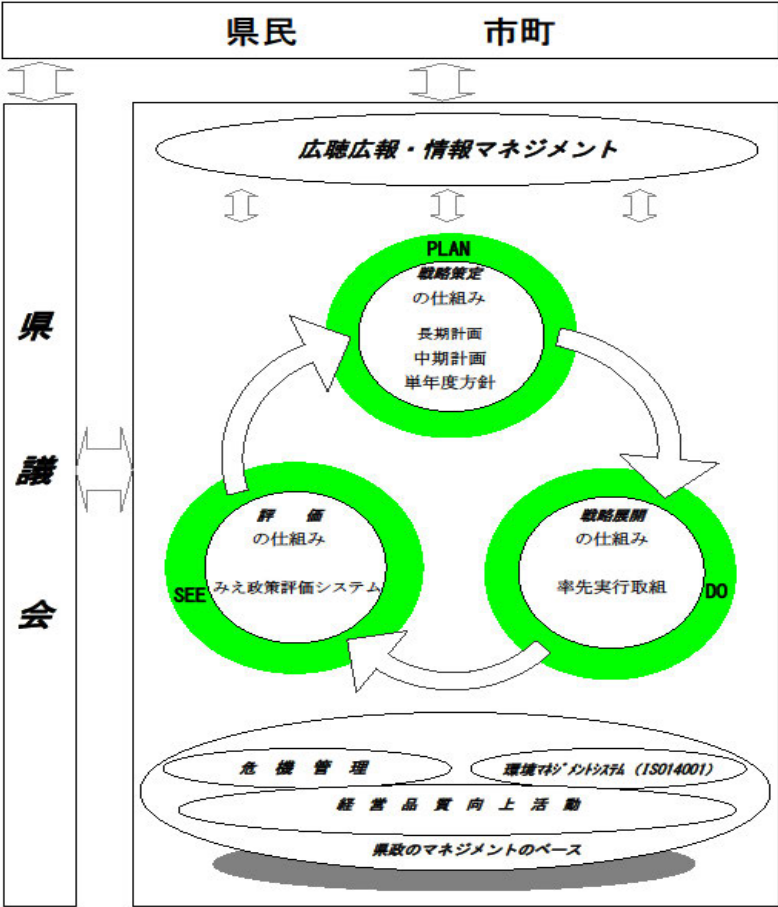 県民 市町
県議会
広聴広報・情報マネジメント
PLAN
戦略策定
の仕組み
長期計画
中期計画
単年度方針
評 価
の仕組み
みえ政策評価システム
SEE
戦略展開
の仕組み
率先実行取組
DO
危機管理
環境ﾏﾈｼﾞﾒﾝﾄｼｽﾃﾑ（ISO14001）
経営品質向上活動
県政のマネジメントのベース